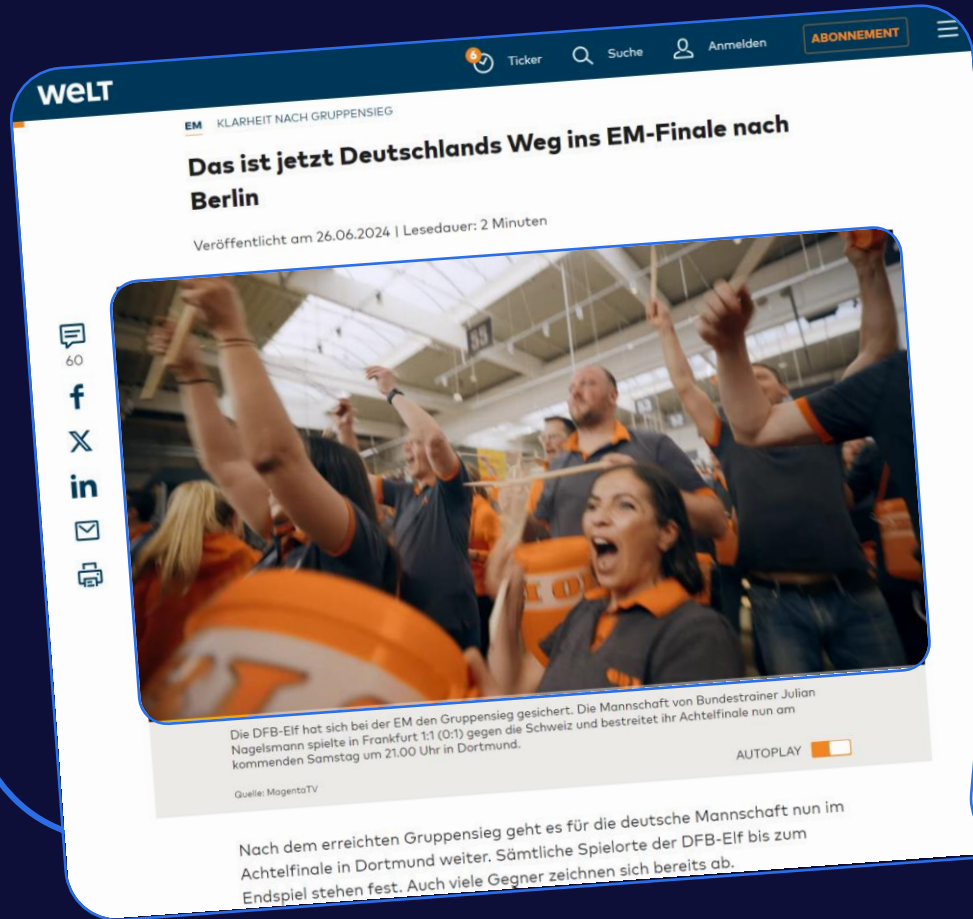 WELT
6
Ticker
Suche
Anmelden
ABONNEMENT
EM KLARHEIT NACH GRUPPENSIEG
Das ist jetzt Deutschlands Weg ins EM-Finale nach
Berlin
Veröffentlicht am 26.06.2024 | Lesedauer: 2 Minuten
60
35
Die DFB-Elf hat sich bei der EM den Gruppensieg gesichert. Die Mannschaft von Bundestrainer Julian
Nagelsmann spielte in Frankfurt 1:1 (0:1) gegen die Schweiz und bestreitet ihr Achtelfinale nun am
kommenden Samstag um 21.00 Uhr in Dortmund.
AUTOPLAY
Quelle: MagentaTV
Nach dem erreichten Gruppensieg geht es für die deutsche Mannschaft nun im
Achtelfinale in Dortmund weiter. Sämtliche Spielorte der DFB-Elf bis zum
Endspiel stehen fest. Auch viele Gegner zeichnen sich bereits ab.